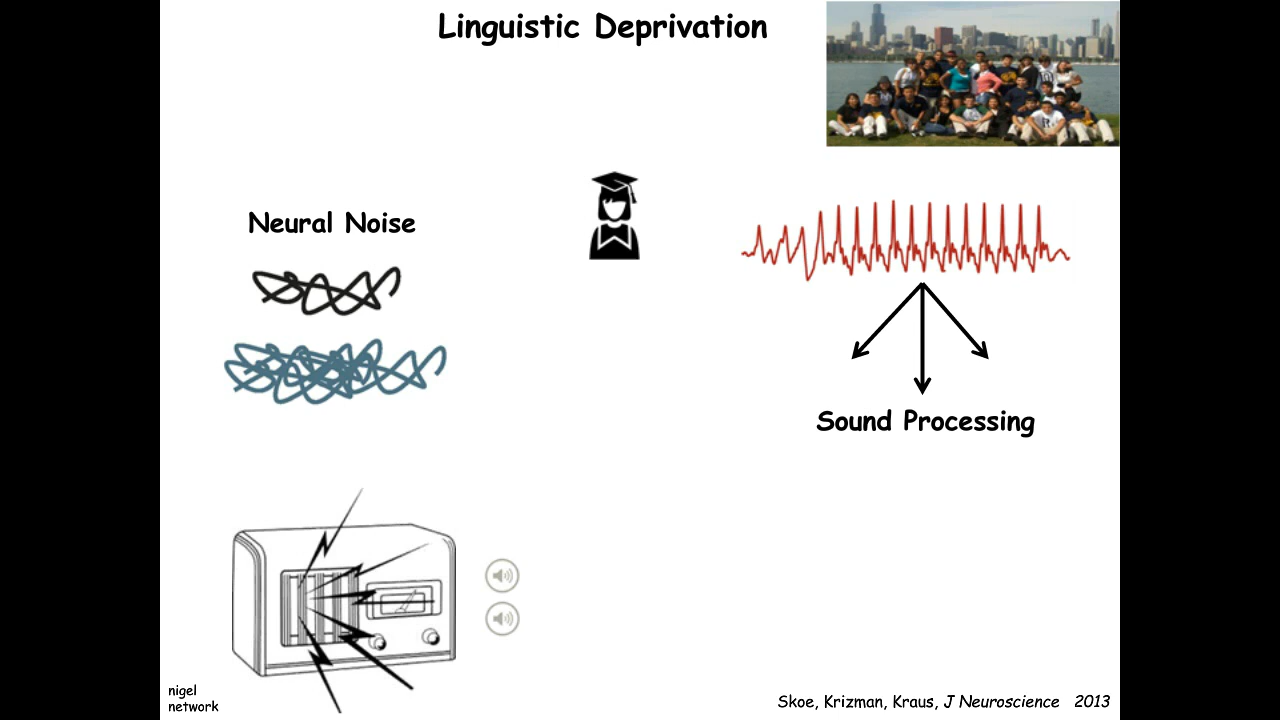 Linguistic Deprivation
Neural Noise
Sound Processing
nigel
network
Skoe, Krizman, Kraus, J Neuroscience 2013